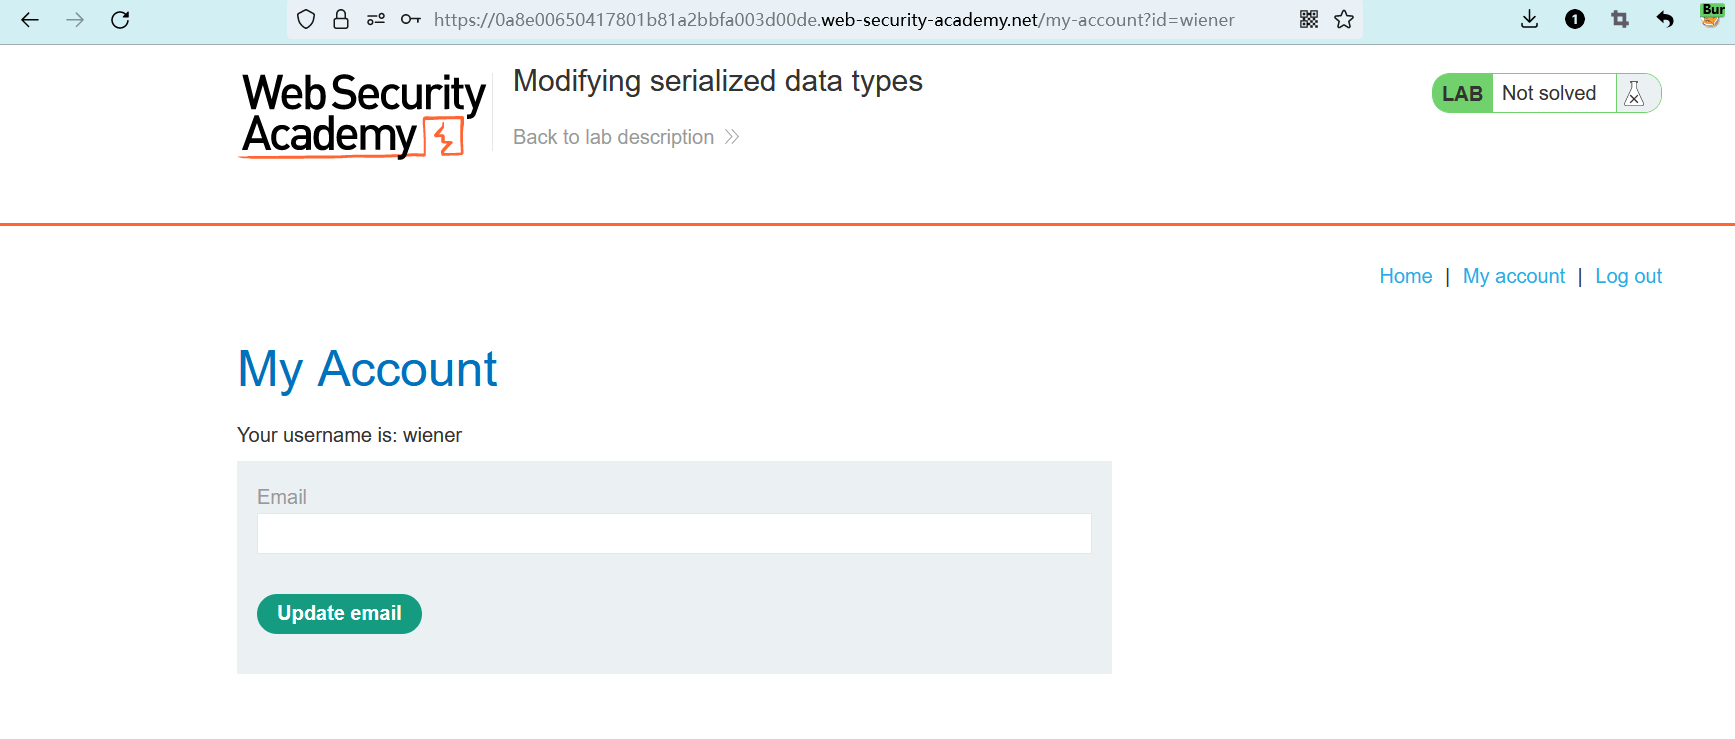 https://0a8e00650417801b81a2bbfa003d00de.web-security-academy.net/my-account?id=wiener
1
Bur
Web Security
Academy
Modifying serialized data types
Back to lab description
LAB Not solved
Home | My account | Log out
My Account
Your username is: wiener
Email
Update email